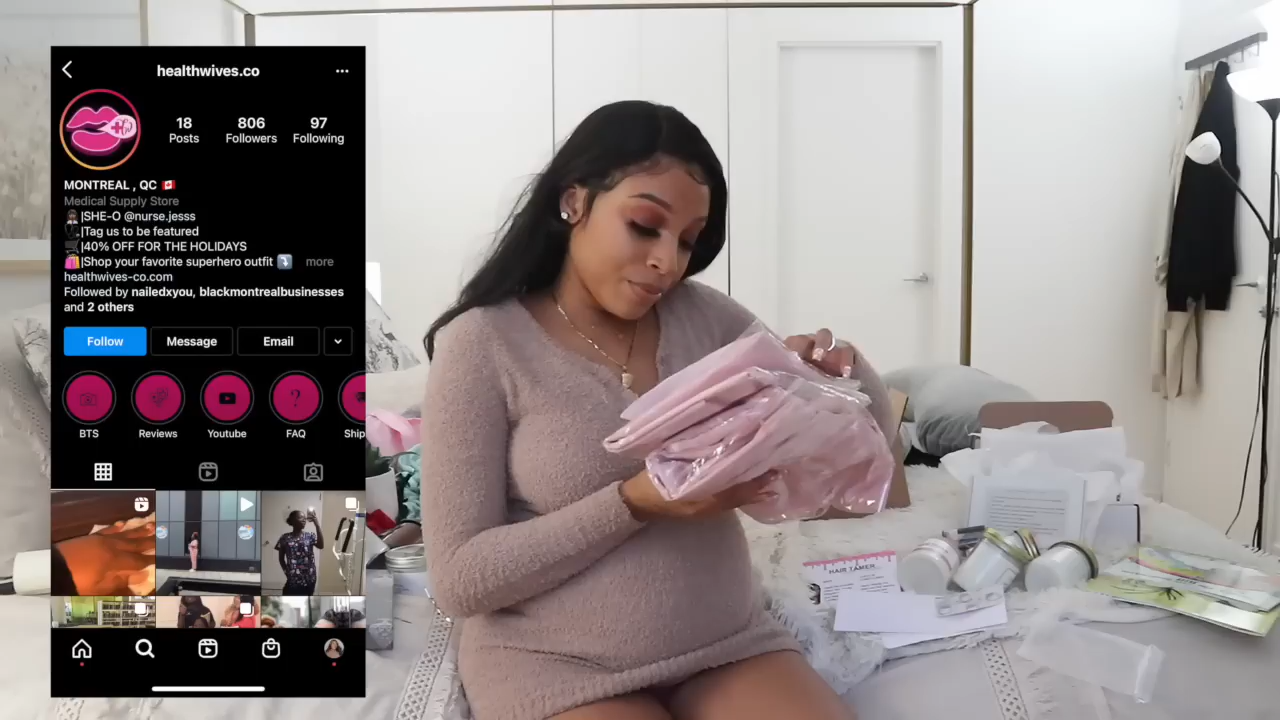 healthwives.co
18
806
97
Posts
Followers
Following
MONTREAL , QC 🇨🇦
Medical Supply Store
|SHE-O @nurse.jesss
|Tag us to be featured
|40% OFF FOR THE HOLIDAYS
|Shop your favorite superhero outfit more
healthwives-co.com
Followed by nailedxyou, blackmontrealbusinesses
and 2 others
Follow
Message
Email
BTS
Reviews
Youtube
FAQ
Ship
HAIR TAMER